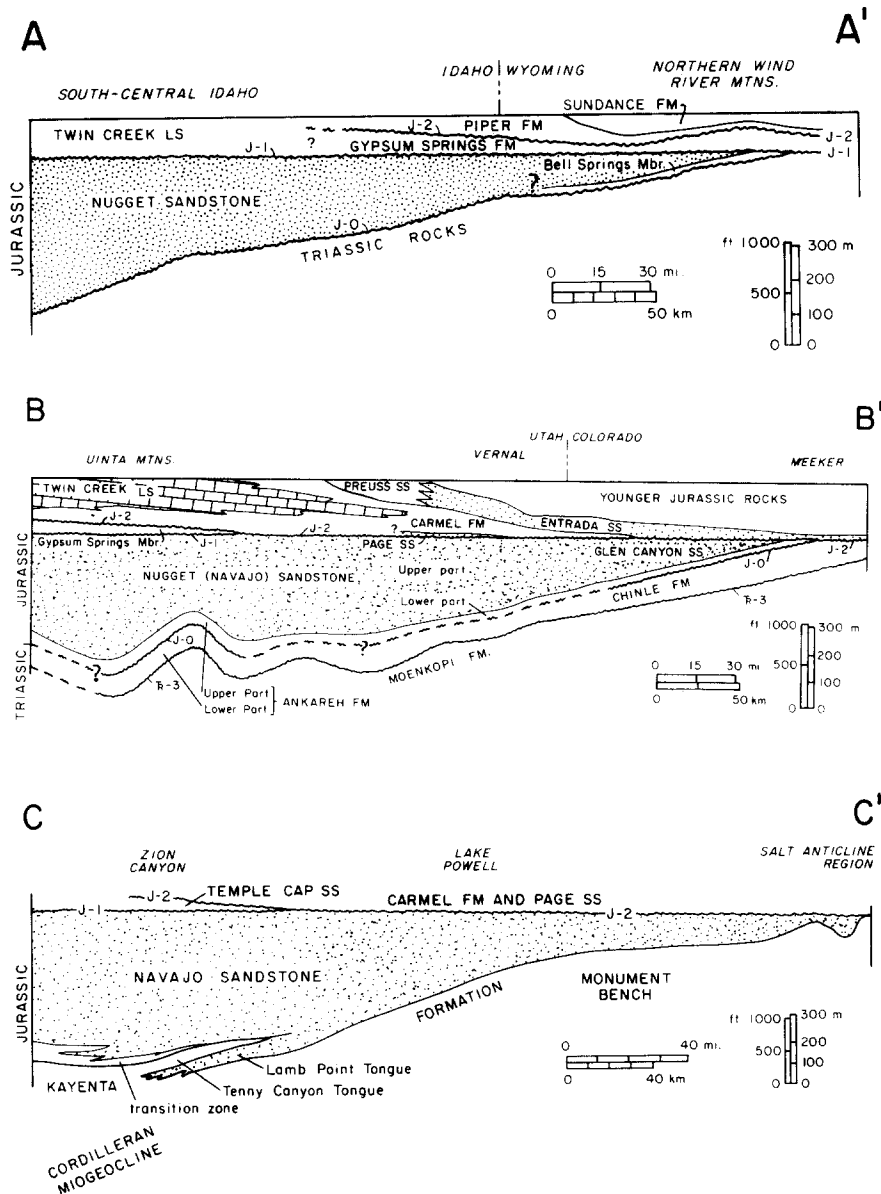 A
A'
IDAHO | WYOMING
NORTHERN WIND
RIVER MTNS.
SOUTH-CENTRAL IDAHO
SUNDANCE FM
TWIN CREEK LS
J-2
PIPER FM
?
GYPSUM SPRINGS FM
J-2
J-1
J-1
Bell Springs Mbr.
?
NUGGET SANDSTONE
J-O
TRIASSIC ROCKS
JURASSIC
0 15 30 mi.
0 50 km
ft 1000 300 m
200
500
100
0 0
B
B'
UTAH COLORADO
UINTA MTNS.
VERNAL
MEEKER
TWIN CREEK LS
PREUSS SS
YOUNGER JURASSIC ROCKS
J-2
CARMEL FM
ENTRADA SS
?
J-2
Gypsum Springs Mbr.
J-1
PAGE SS
GLEN CANYON SS
J-O
J-2
NUGGET (NAVAJO) SANDSTONE
Upper part
Lower part
CHINLE FM
TR-3
JURASSIC
J-O
?
?
MOENKOPI FM.
TRIASSIC
TR-3
Upper Part
Lower Part
ANKAREH FM
0 15 30 mi
0 50 km
ft 1000 300 m
200
500
100
0 0
C
C'
ZION
CANYON
LAKE
POWELL
SALT ANTICLINE
REGION
J-2
TEMPLE CAP SS
J-1
CARMEL FM AND PAGE SS
J-2
NAVAJO SANDSTONE
JURASSIC
FORMATION
MONUMENT
BENCH
Lamb Point Tongue
KAYENTA
Tenny Canyon Tongue
transition zone
CORDILLERAN
MIOGEOCLINE
0 40 mi.
0 40 km
ft 1000 300 m
200
500
100
0 0